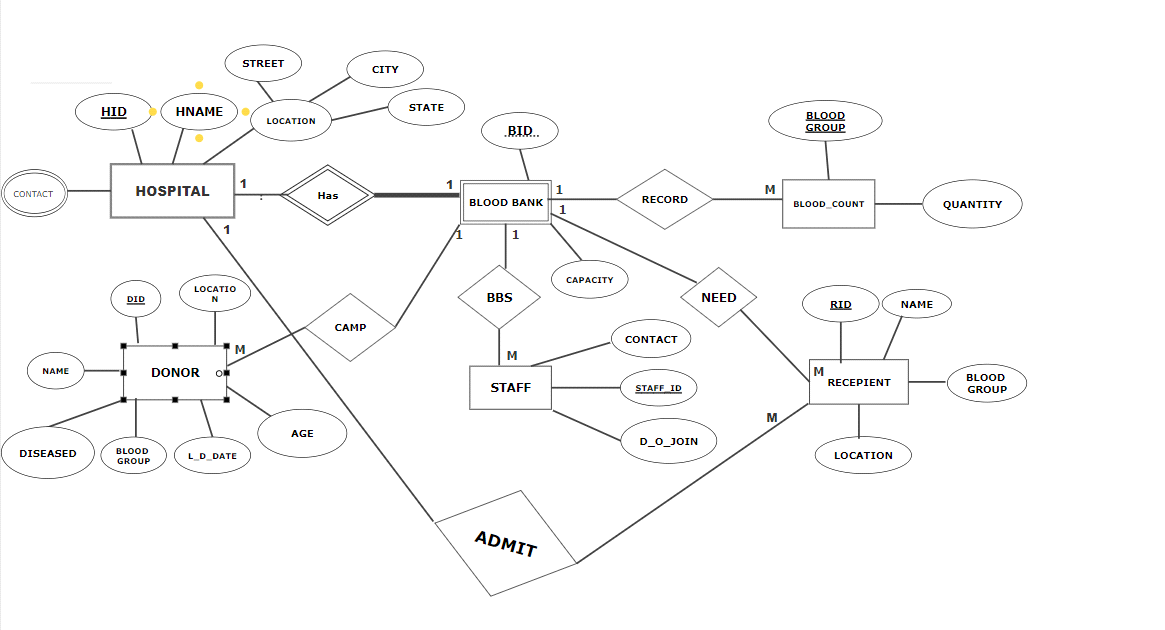 STREET
CITY
STATE
HID
HNAME
LOCATION
BID
BLOOD
GROUP
CONTACT
HOSPITAL
1
:
Has
1
BLOOD BANK
1
1
RECORD
M
BLOOD_COUNT
QUANTITY
1
1
1
CAPACITY
DID
LOCATIO
N
CAMP
BBS
NEED
RID
NAME
M
NAME
DONOR
M
CONTACT
STAFF
STAFF_ID
D_O_JOIN
M
RECEPIENT
BLOOD
GROUP
M
LOCATION
DISEASED
BLOOD
GROUP
L_D_DATE
AGE
ADMIT